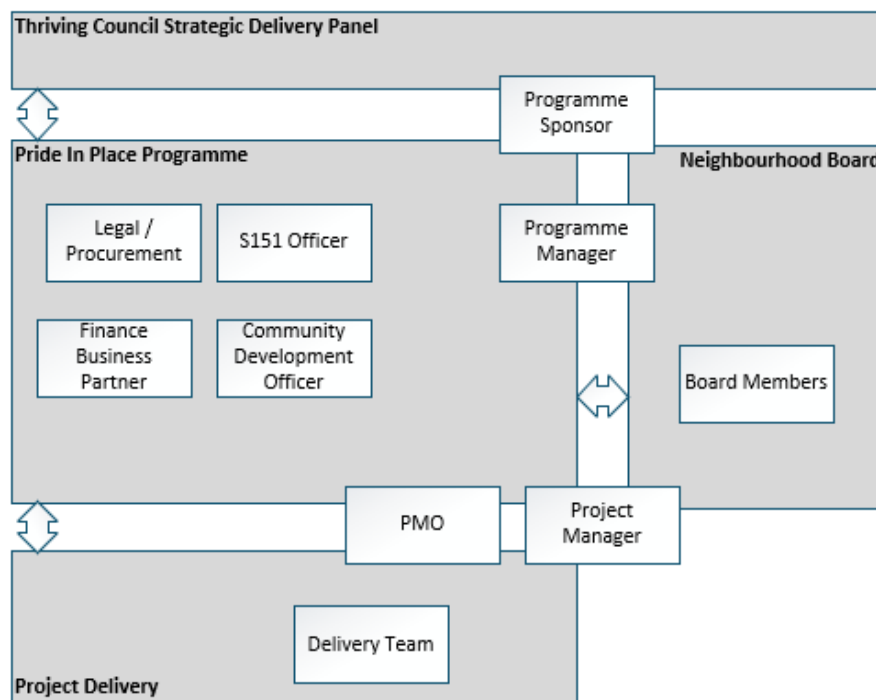 Thriving Council Strategic Delivery Panel
Programme
Sponsor
Pride In Place Programme
Neighbourhood Board
Legal /
Procurement
S151 Officer
Programme
Manager
Finance
Business
Partner
Community
Development
Officer
Board Members
PMO
Project
Manager
Delivery Team
Project Delivery